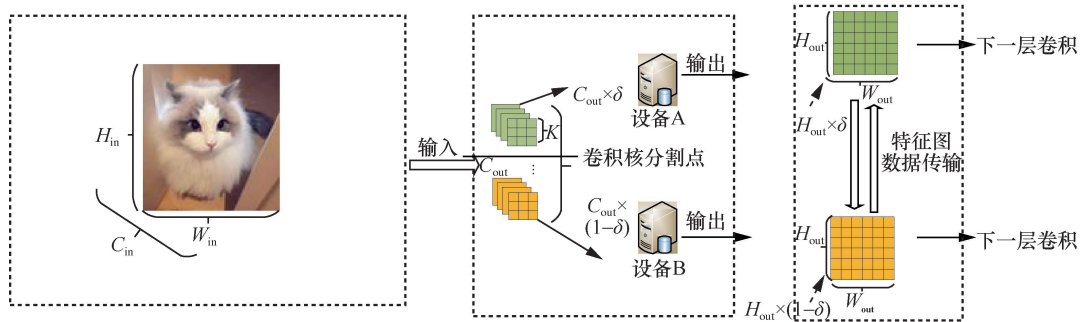 H_in
W_in
C_in
输入
C_out
K
卷积核分割点
C_out×δ
设备A
输出
C_out×
(1−δ)
设备B
输出
H_out
W_out
H_out×δ
特征图
数据传输
下一层卷积
H_out
W_out
H_out×(1−δ)
下一层卷积